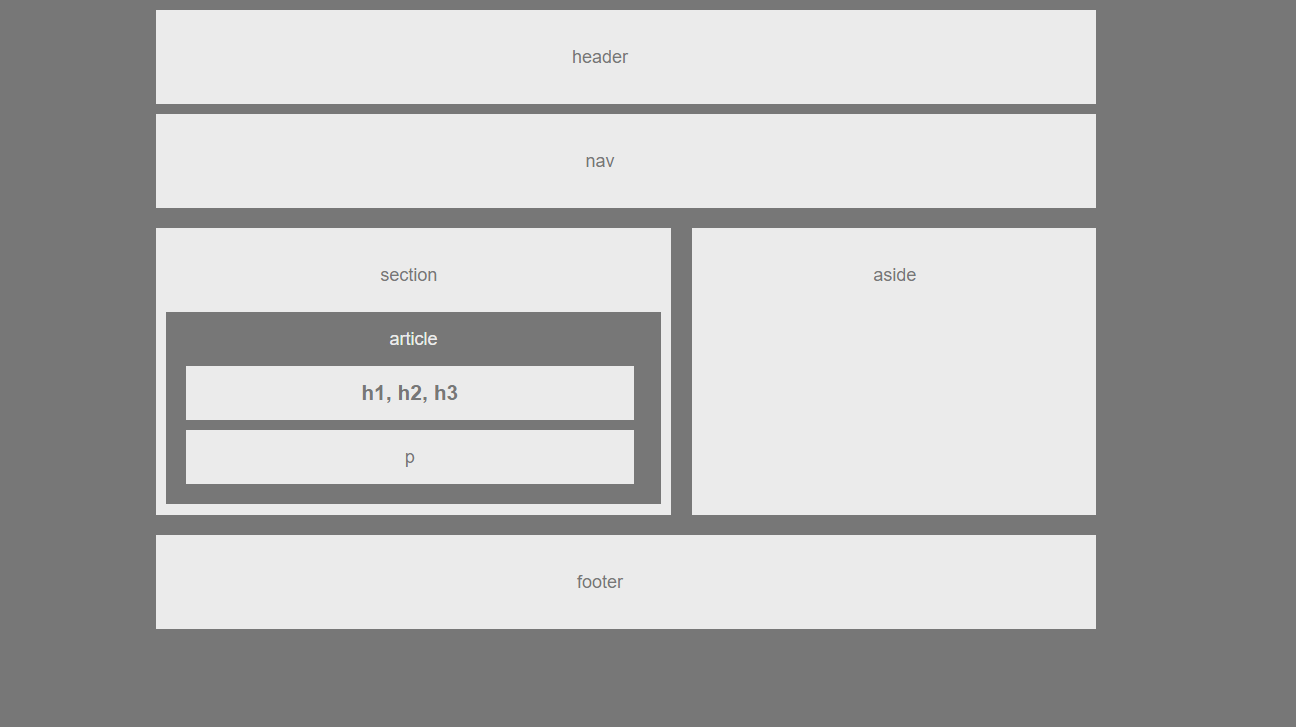 header
nav
section
aside
article
h1, h2, h3
p
footer